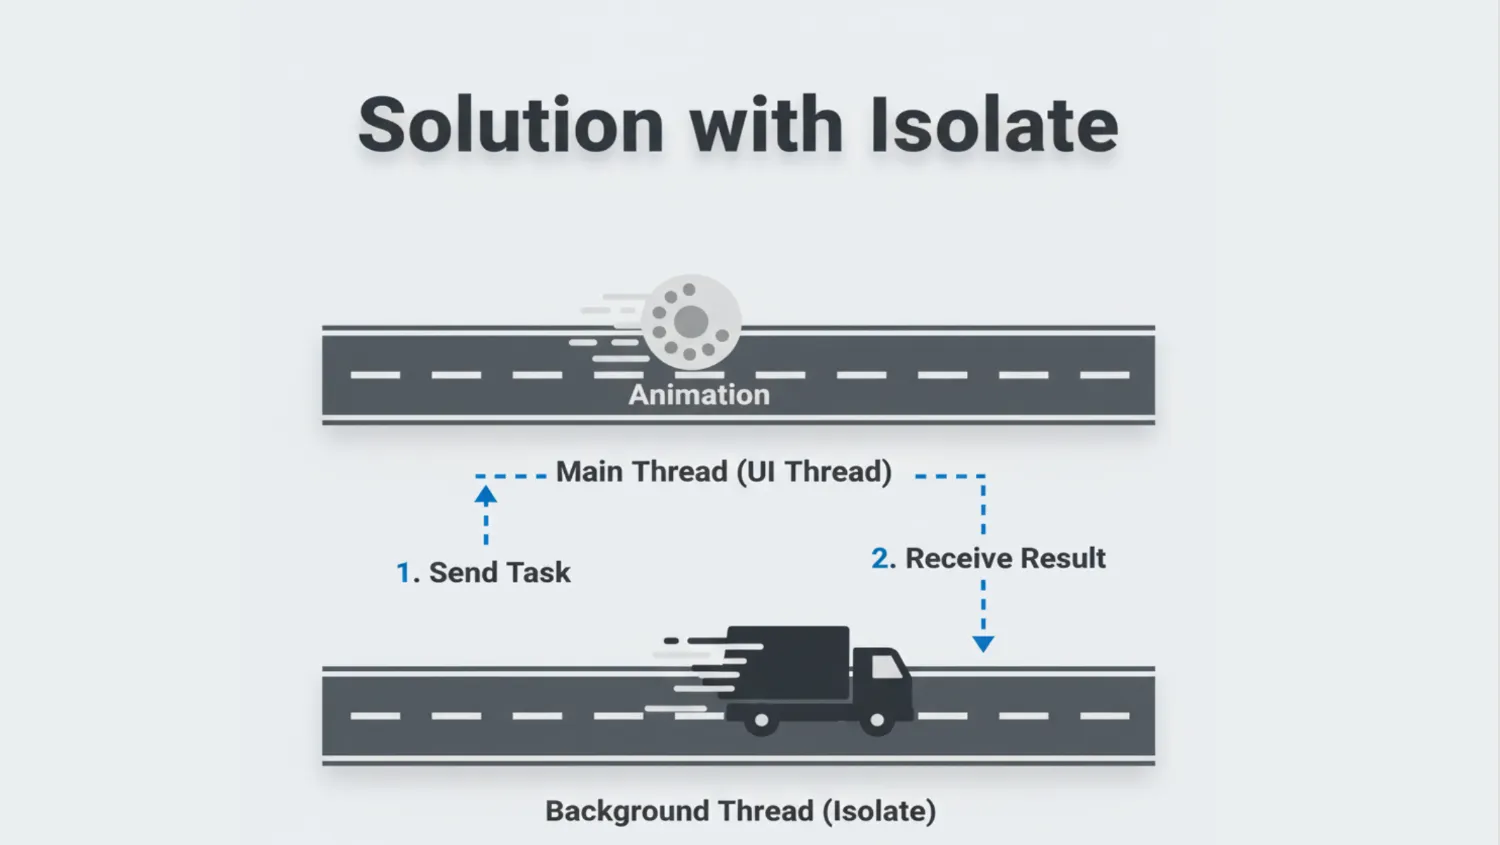 Solution with Isolate
Animation
Main Thread (UI Thread)
1. Send Task
2. Receive Result
Background Thread (Isolate)